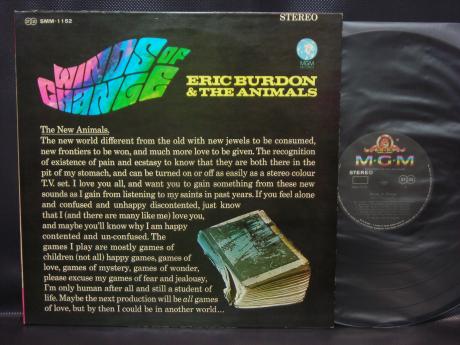 SMM-1152
STEREO
WINDS OF
CHANGE
MGM
ERIC BURDON
& THE ANIMALS
The New Animals.
The new world different from the old with new jewels to be consumed,
new frontiers to be won, and much more love to be given. The recognition
of existence of pain and ecstasy to know that they are both there in the
pit of my stomach, and can be turned on or off as easily as a stereo colour
T.V. set. I love you all, and want you to gain something from these new
sounds as I gain from listening to my saints in past years. If you feel alone
and confused and unhappy discontented, just know
that I (and there are many like me) love you,
and maybe you'll know why I am happy
contented and un-confused. The
games I play are mostly games of
children (not all) happy games, games of
love, games of mystery, games of wonder,
please excuse my games of fear and jealousy,
I'm only human after all and still a student of
life. Maybe the next production will be all games
of love, but by then I could be in another world...
M·G·M
STEREO